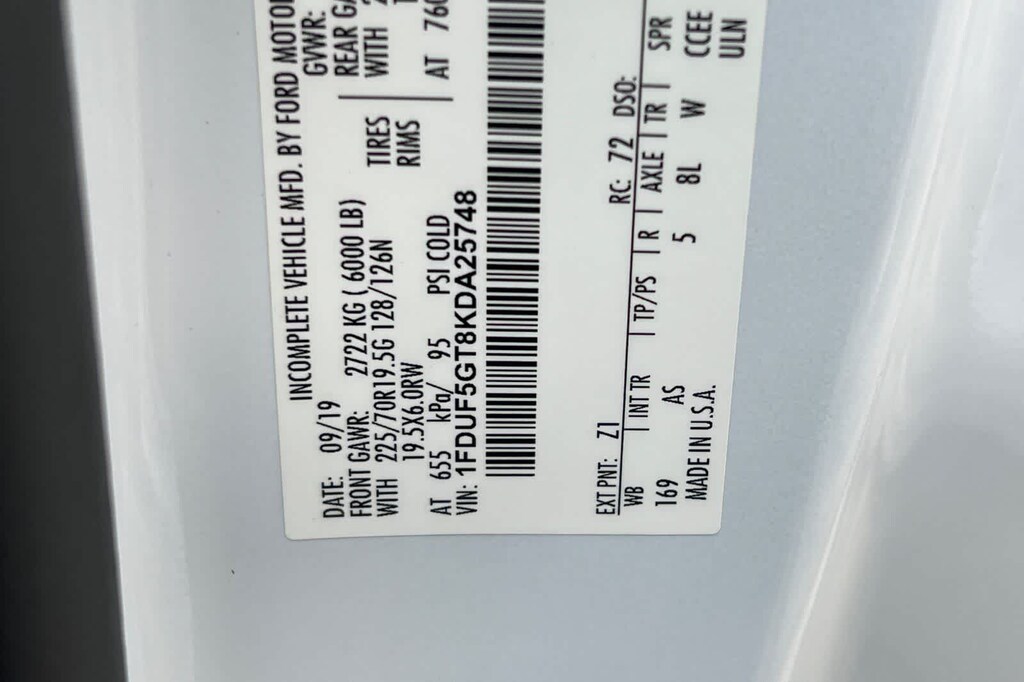 INCOMPLETE VEHICLE MFD. BY FORD MOTOR
DATE: 09/19 GVWR:
FRONT GAWR: 2722 KG ( 6000 LB) REAR
WITH 225/70R19.5G 128/126N TIRES WITH
19.5X6.0RW RIMS
AT 655 kPa/ 95 PSI COLD AT 760
VIN: 1FDUF5GT8KDA25748
EXT PNT: Z1 RC: 72 DSO:
WB INT TR TP/PS R AXLE TR SPR
169 AS 5 8L W CCEE
MADE IN U.S.A. ULN